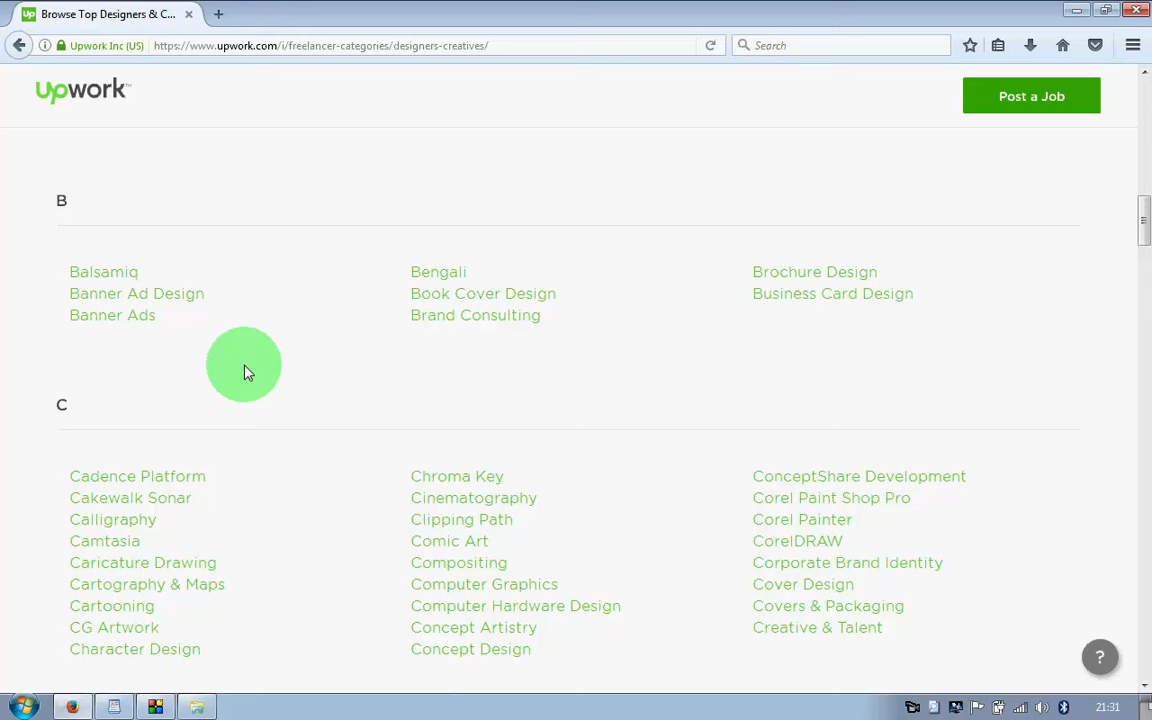 Browse Top Designers & C...
Upwork Inc (US) https://www.upwork.com/i/freelancer-categories/designers-creatives/ Search
Upwork™ Post a Job
B
Balsamiq Bengali Brochure Design
Banner Ad Design Book Cover Design Business Card Design
Banner Ads Brand Consulting
C
Cadence Platform Chroma Key ConceptShare Development
Cakewalk Sonar Cinematography Corel Paint Shop Pro
Calligraphy Clipping Path Corel Painter
Camtasia Comic Art CorelDRAW
Caricature Drawing Compositing Corporate Brand Identity
Cartography & Maps Computer Graphics Cover Design
Cartooning Computer Hardware Design Covers & Packaging
CG Artwork Concept Artistry Creative & Talent
Character Design Concept Design
?
21:31